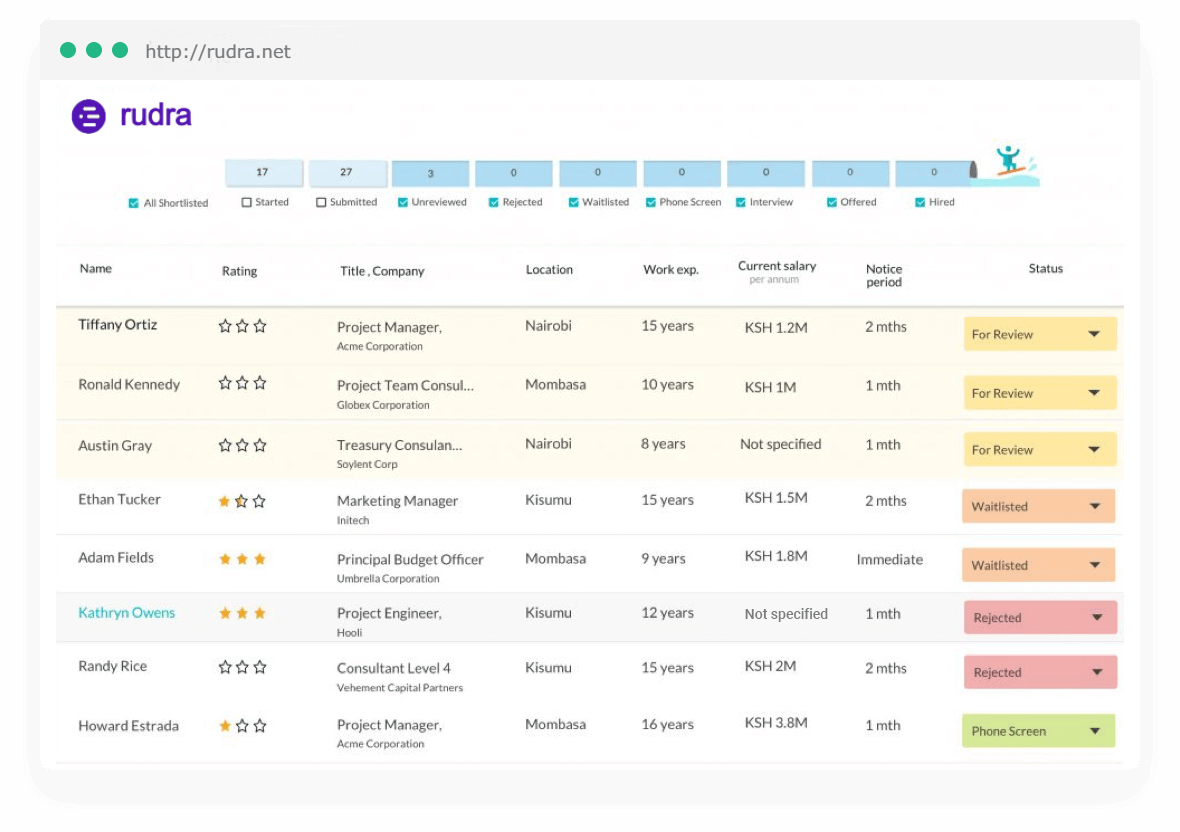 http://rudra.net
rudra
17 27 3 0 0 0 0 0 0
All Shortlisted Started Submitted Unreviewed Rejected Waitlisted Phone Screen Interview Offered Hired
Name Rating Title , Company Location Work exp. Current salary Notice Status
per annum period
Tiffany Ortiz Project Manager, Nairobi 15 years KSH 1.2M 2 mths For Review
Acme Corporation
Ronald Kennedy Project Team Consul... Mombasa 10 years KSH 1M 1 mth For Review
Globex Corporation
Austin Gray Treasury Consulan... Nairobi 8 years Not specified 1 mth For Review
Soylent Corp
Ethan Tucker Marketing Manager Kisumu 15 years KSH 1.5M 2 mths Waitlisted
Initech
Adam Fields Principal Budget Officer Mombasa 9 years KSH 1.8M Immediate Waitlisted
Umbrella Corporation
Kathryn Owens Project Engineer, Kisumu 12 years Not specified 1 mth Rejected
Hooli
Randy Rice Consultant Level 4 Kisumu 15 years KSH 2M 2 mths Rejected
Vehement Capital Partners
Howard Estrada Project Manager, Mombasa 16 years KSH 3.8M 1 mth Phone Screen
Acme Corporation